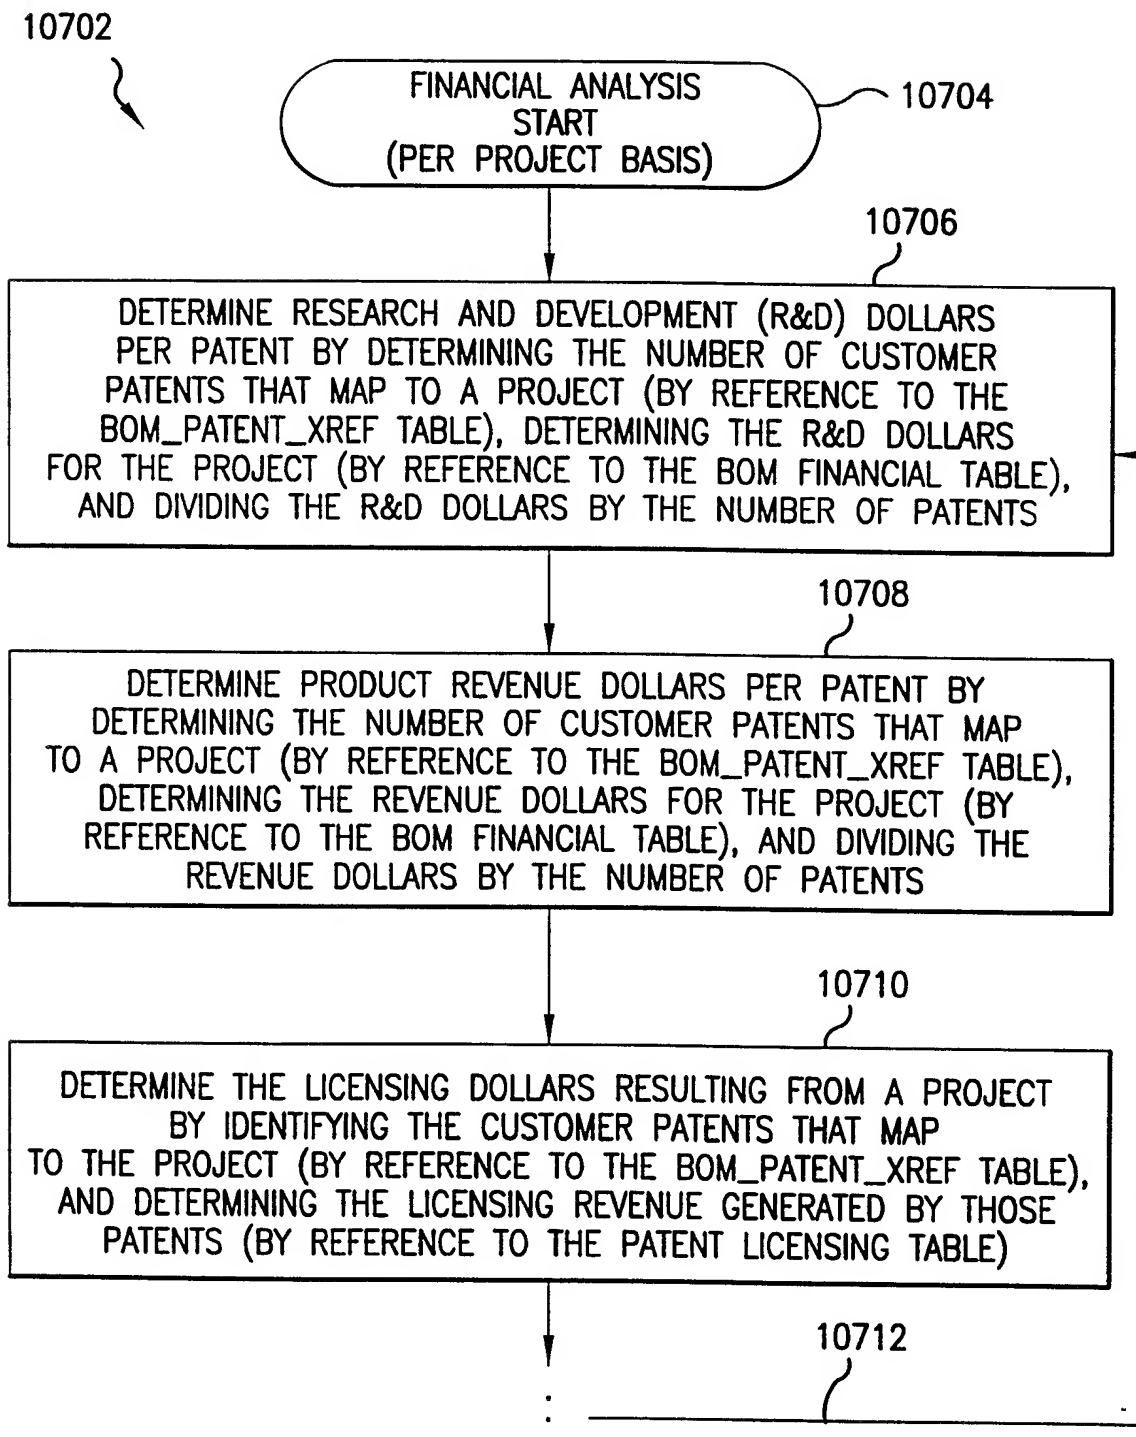 10702
FINANCIAL ANALYSIS
START
(PER PROJECT BASIS)
10704
10706
DETERMINE RESEARCH AND DEVELOPMENT (R&D) DOLLARS
PER PATENT BY DETERMINING THE NUMBER OF CUSTOMER
PATENTS THAT MAP TO A PROJECT (BY REFERENCE TO THE
BOM_PATENT_XREF TABLE), DETERMINING THE R&D DOLLARS
FOR THE PROJECT (BY REFERENCE TO THE BOM FINANCIAL TABLE),
AND DIVIDING THE R&D DOLLARS BY THE NUMBER OF PATENTS
10708
DETERMINE PRODUCT REVENUE DOLLARS PER PATENT BY
DETERMINING THE NUMBER OF CUSTOMER PATENTS THAT MAP
TO A PROJECT (BY REFERENCE TO THE BOM_PATENT_XREF TABLE),
DETERMINING THE REVENUE DOLLARS FOR THE PROJECT (BY
REFERENCE TO THE BOM FINANCIAL TABLE), AND DIVIDING THE
REVENUE DOLLARS BY THE NUMBER OF PATENTS
10710
DETERMINE THE LICENSING DOLLARS RESULTING FROM A PROJECT
BY IDENTIFYING THE CUSTOMER PATENTS THAT MAP
TO THE PROJECT (BY REFERENCE TO THE BOM_PATENT_XREF TABLE),
AND DETERMINING THE LICENSING REVENUE GENERATED BY THOSE
PATENTS (BY REFERENCE TO THE PATENT LICENSING TABLE)
10712